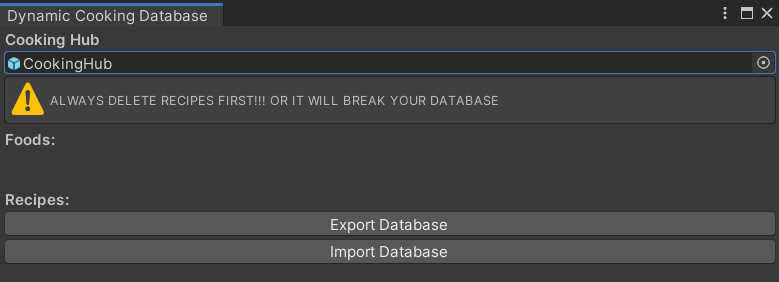 Dynamic Cooking Database
Cooking Hub
CookingHub
ALWAYS DELETE RECIPES FIRST!!! OR IT WILL BREAK YOUR DATABASE
Foods:
Recipes:
Export Database
Import Database